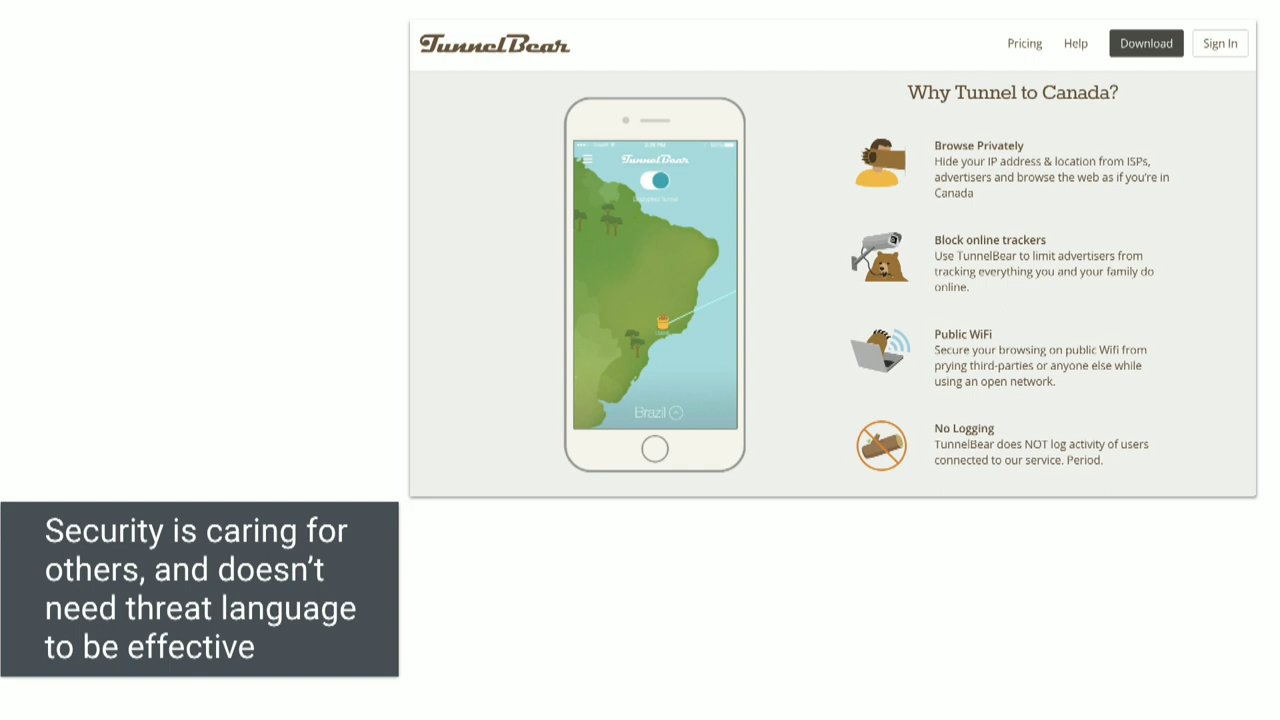 TunnelBear
Pricing
Help
Download
Sign In
Why Tunnel to Canada?
TunnelBear
Brazil
Browse Privately
Hide your IP address & location from ISPs,
advertisers and browse the web as if you're in
Canada
Block online trackers
Use TunnelBear to limit advertisers from
tracking everything you and your family do
online.
Public WiFi
Secure your browsing on public Wifi from
prying third-parties or anyone else while
using an open network.
No Logging
TunnelBear does NOT log activity of users
connected to our service. Period.
Security is caring for
others, and doesn't
need threat language
to be effective